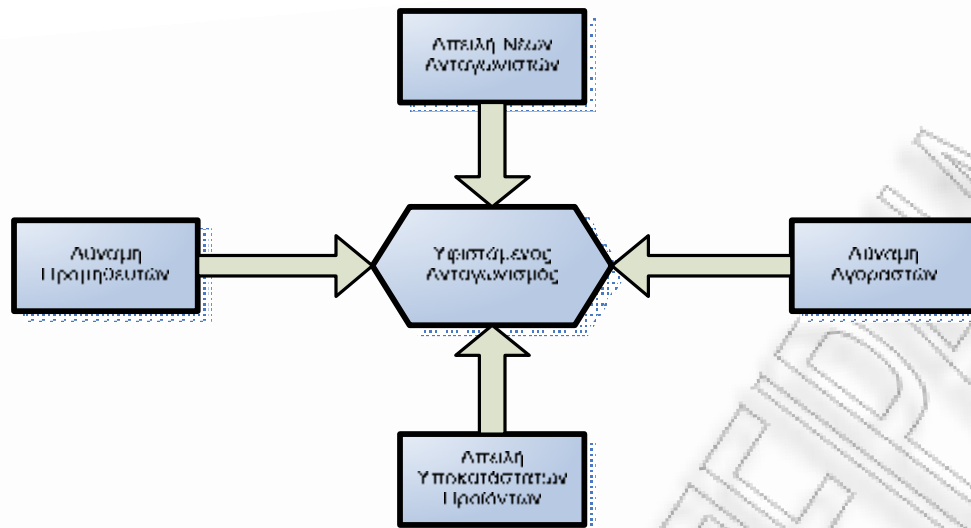 Απειλή Νέων
Ανταγωνιστών
Δύναμη
Προμηθευτών
Υφιστάμενος
Ανταγωνισμός
Δύναμη
Αγοραστών
Απειλή
Υποκατάστατων
Προϊόντων